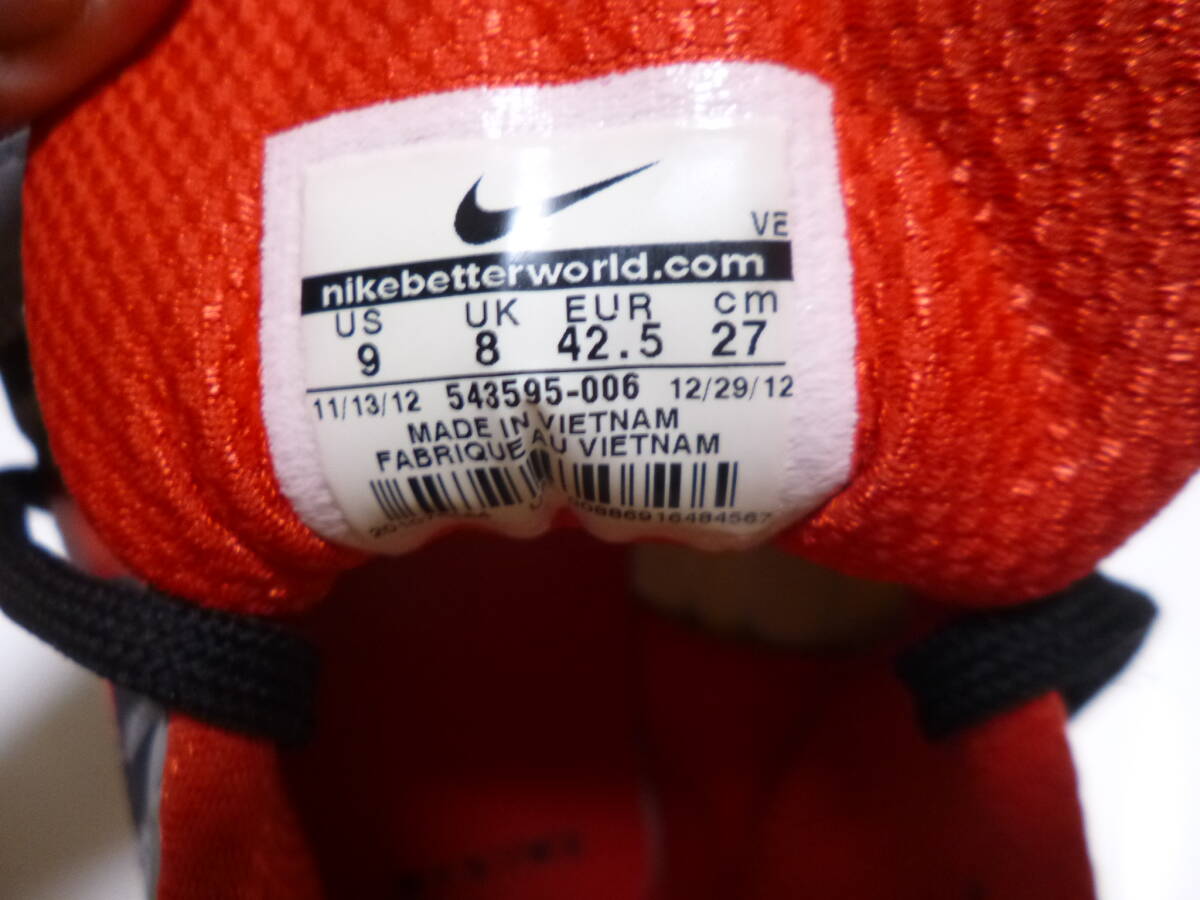 VE
nikebetterworld.com
US UK EUR cm
9 8 42.5 27
11/13/12 543595-006 12/29/12
MADE IN VIETNAM
FABRIQUE AU VIETNAM
00886916484567